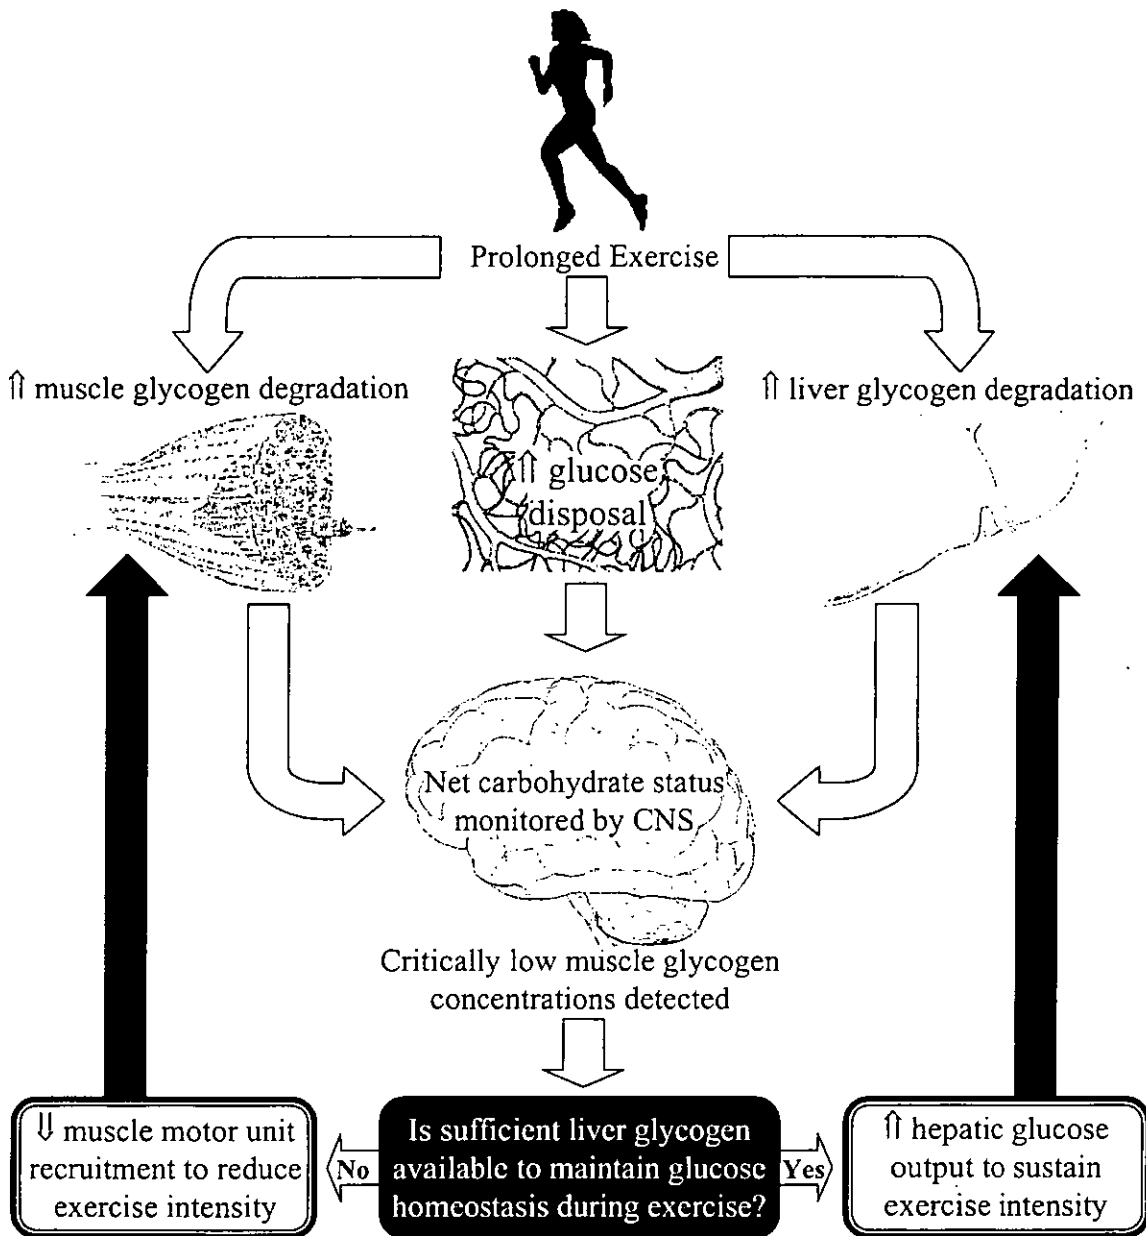 Prolonged Exercise
⇑ muscle glycogen degradation
⇑ glucose
disposal
⇑ liver glycogen degradation
Net carbohydrate status
monitored by CNS
Critically low muscle glycogen
concentrations detected
⇓ muscle motor unit
recruitment to reduce
exercise intensity
No
Is sufficient liver glycogen
available to maintain glucose
homeostasis during exercise?
Yes
⇑ hepatic glucose
output to sustain
exercise intensity